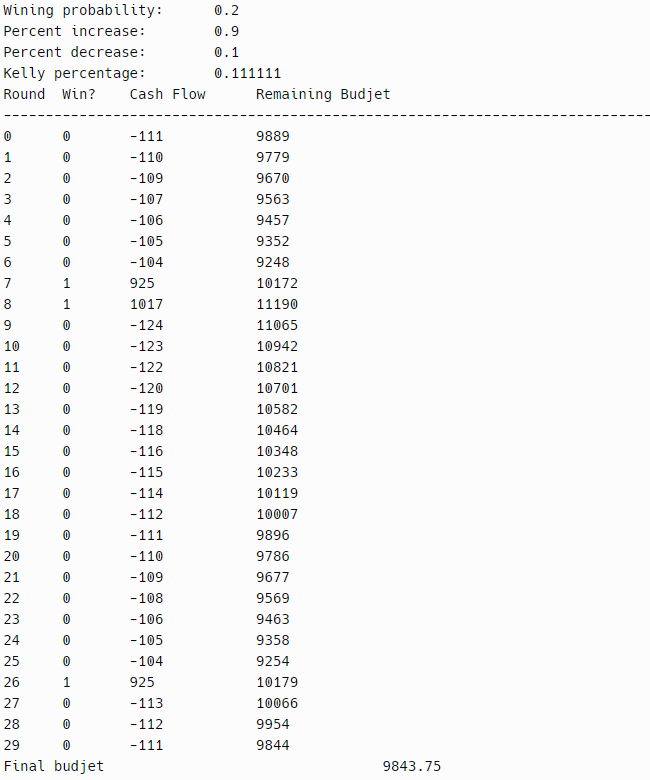 Wining probability: 0.2
Percent increase: 0.9
Percent decrease: 0.1
Kelly percentage: 0.111111
Round Win? Cash Flow Remaining Budjet
--------------------------------------------------------------------------------
0 0 -111 9889
1 0 -110 9779
2 0 -109 9670
3 0 -107 9563
4 0 -106 9457
5 0 -105 9352
6 0 -104 9248
7 1 925 10172
8 1 1017 11190
9 0 -124 11065
10 0 -123 10942
11 0 -122 10821
12 0 -120 10701
13 0 -119 10582
14 0 -118 10464
15 0 -116 10348
16 0 -115 10233
17 0 -114 10119
18 0 -112 10007
19 0 -111 9896
20 0 -110 9786
21 0 -109 9677
22 0 -108 9569
23 0 -106 9463
24 0 -105 9358
25 0 -104 9254
26 1 925 10179
27 0 -113 10066
28 0 -112 9954
29 0 -111 9844
Final budjet 9843.75